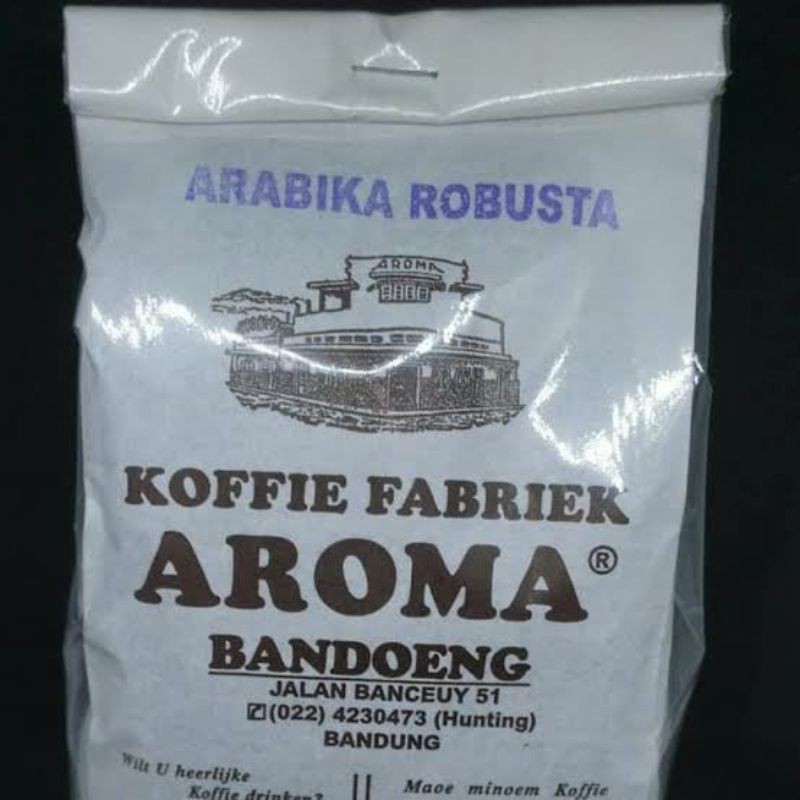 ARABIKA ROBUSTA
AROMA
KOFFIE FABRIEK
AROMA®
BANDOENG
JALAN BANCEUY 51
✆(022) 4230473 (Hunting)
BANDUNG
Wilt U heerlijke
Koffie drinken?
Maoe minoem Koffie